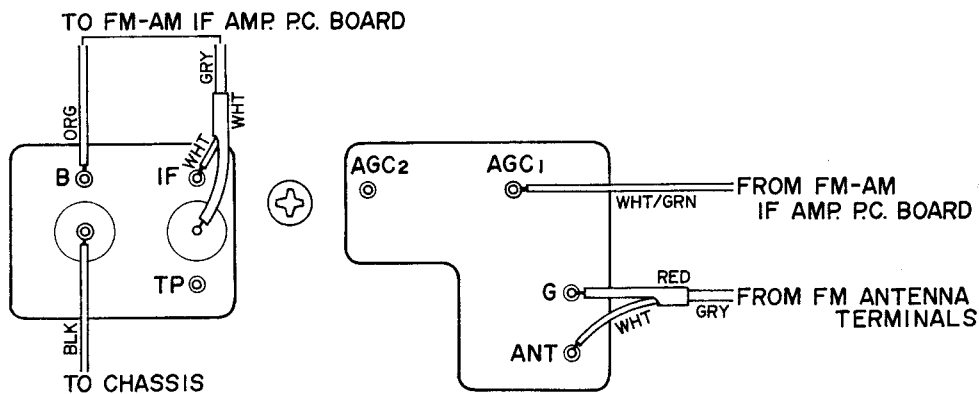 TO FM-AM IF AMP. P.C. BOARD
GRY
WHT
ORG
WHT
B
IF
TP
BLK
TO CHASSIS
AGC2
AGC1
WHT/GRN
FROM FM-AM
IF AMP. P.C. BOARD
G
RED
WHT
GRY
FROM FM ANTENNA
TERMINALS
ANT